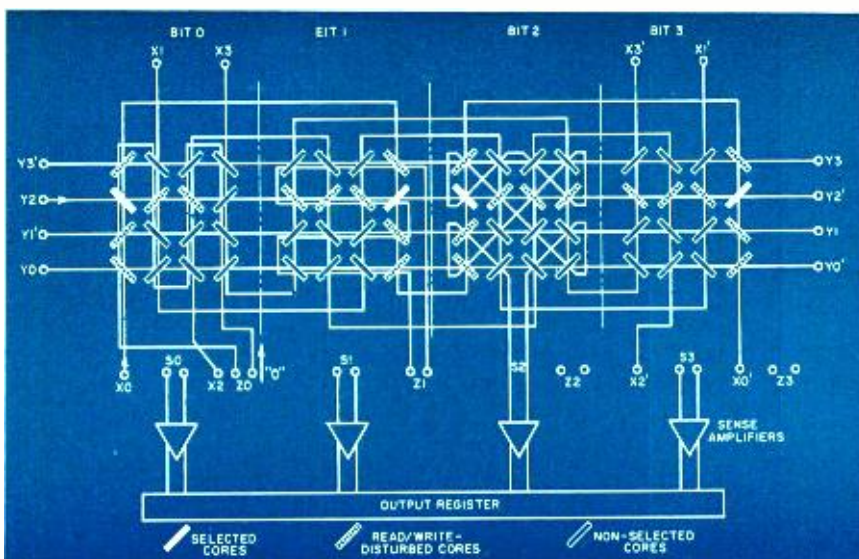 BIT 0 EIT 1 BIT 2 BIT 3
X1 X3 X3' X1'
Y3' Y3
Y2 Y2'
Y1' Y1
Y0 Y0'
X0 S0 X2 Z0 "0" S1 Z1 S2 Z2 X2' S3 X0' Z3
SENSE
AMPLIFIERS
OUTPUT REGISTER
SELECTED
CORES
READ/WRITE-
DISTURBED CORES
NON-SELECTED
CORES